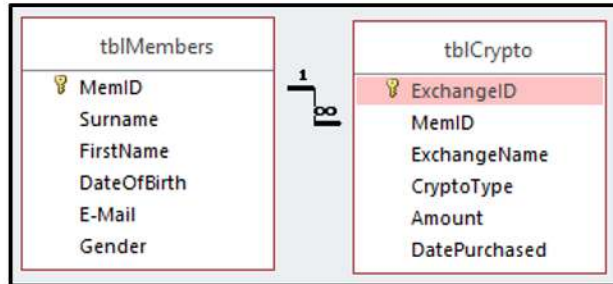 tblMembers
MemID
Surname
FirstName
DateOfBirth
E-Mail
Gender
1
∞
tblCrypto
ExchangeID
MemID
ExchangeName
CryptoType
Amount
DatePurchased